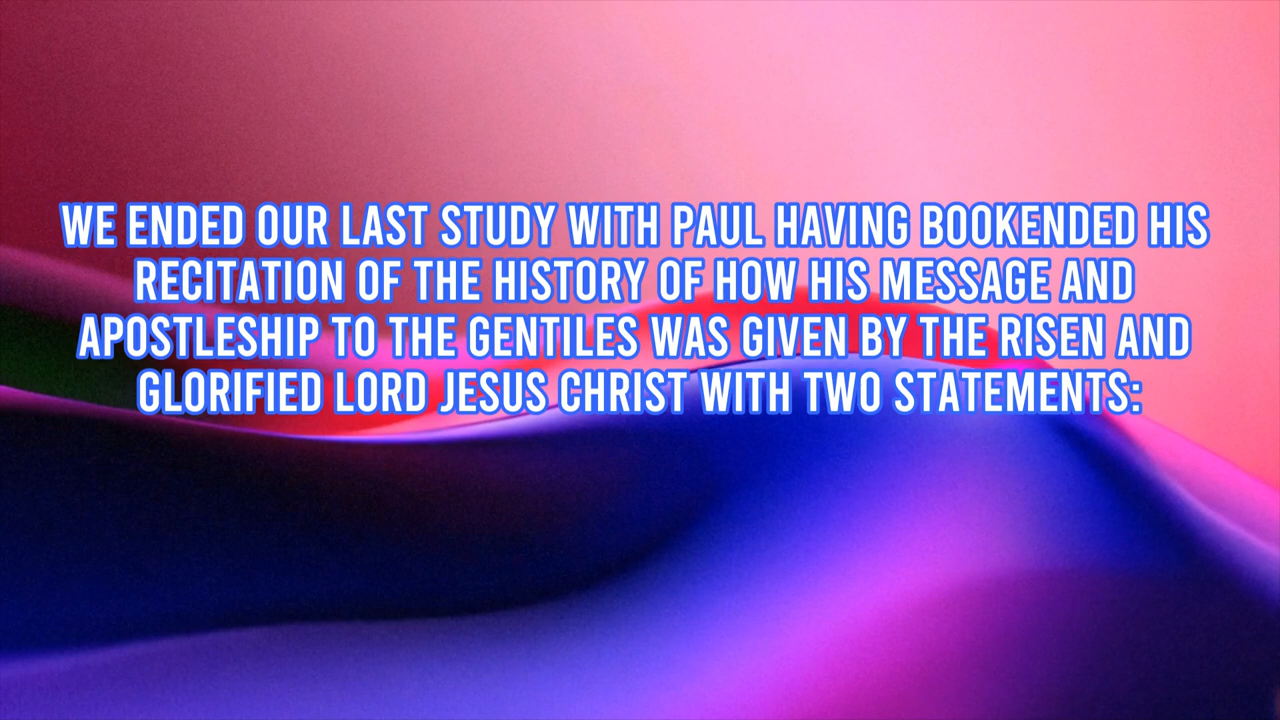 WE ENDED OUR LAST STUDY WITH PAUL HAVING BOOKENDED HIS
RECITATION OF THE HISTORY OF HOW HIS MESSAGE AND
APOSTLESHIP TO THE GENTILES WAS GIVEN BY THE RISEN AND
GLORIFIED LORD JESUS CHRIST WITH TWO STATEMENTS: